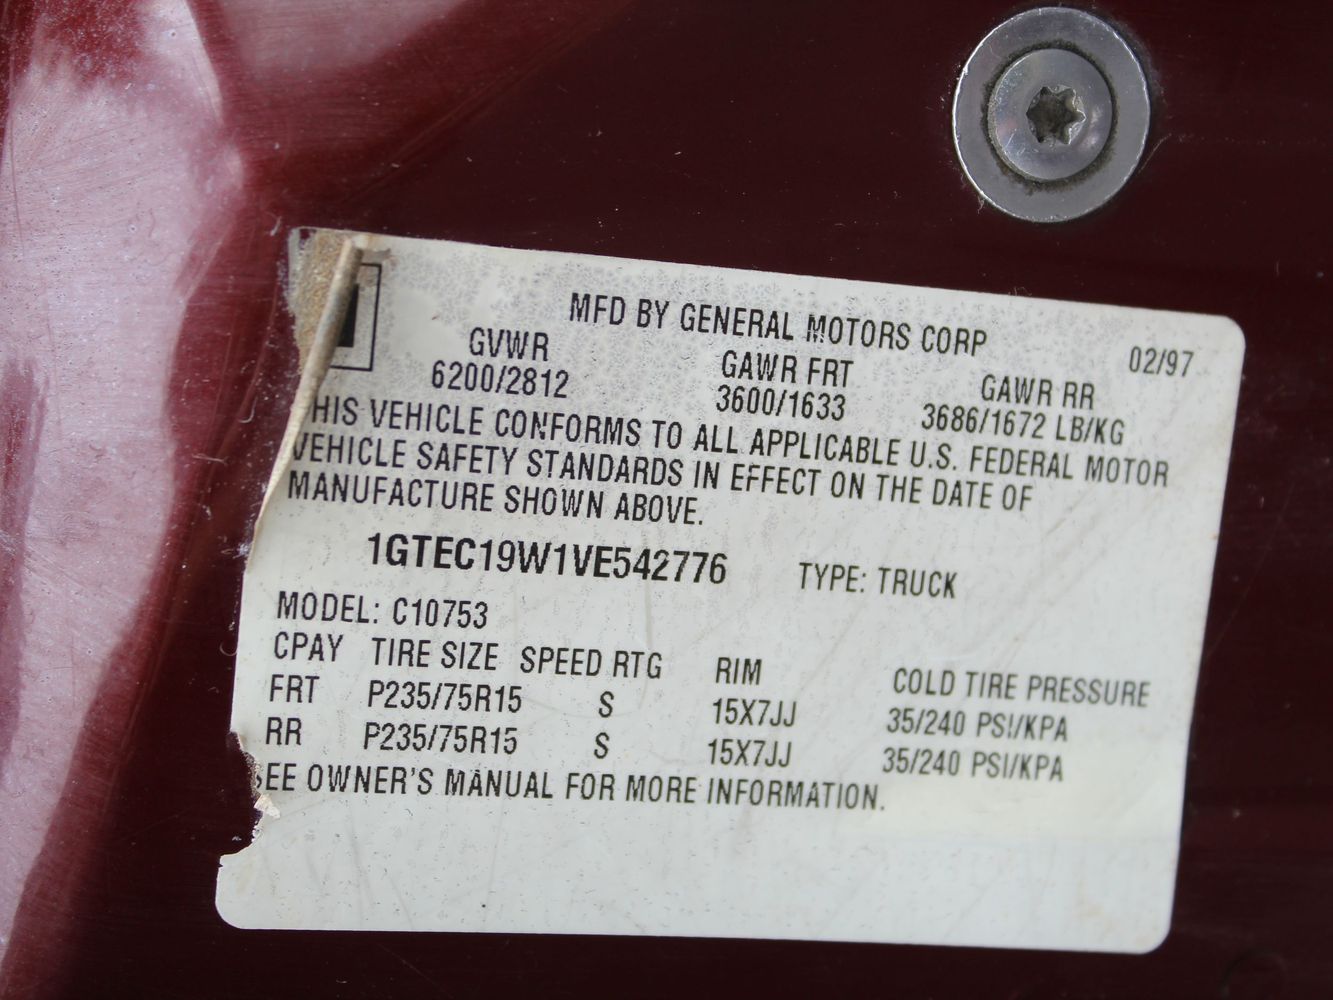 MFD BY GENERAL MOTORS CORP 02/97
GVWR GAWR FRT GAWR RR
6200/2812 3600/1633 3686/1672 LB/KG
HIS VEHICLE CONFORMS TO ALL APPLICABLE U.S. FEDERAL MOTOR
VEHICLE SAFETY STANDARDS IN EFFECT ON THE DATE OF
MANUFACTURE SHOWN ABOVE.
1GTEC19W1VE542776 TYPE: TRUCK
MODEL: C10753
CPAY TIRE SIZE SPEED RTG RIM COLD TIRE PRESSURE
FRT P235/75R15 S 15X7JJ 35/240 PSI/KPA
RR P235/75R15 S 15X7JJ 35/240 PSI/KPA
SEE OWNER'S MANUAL FOR MORE INFORMATION.